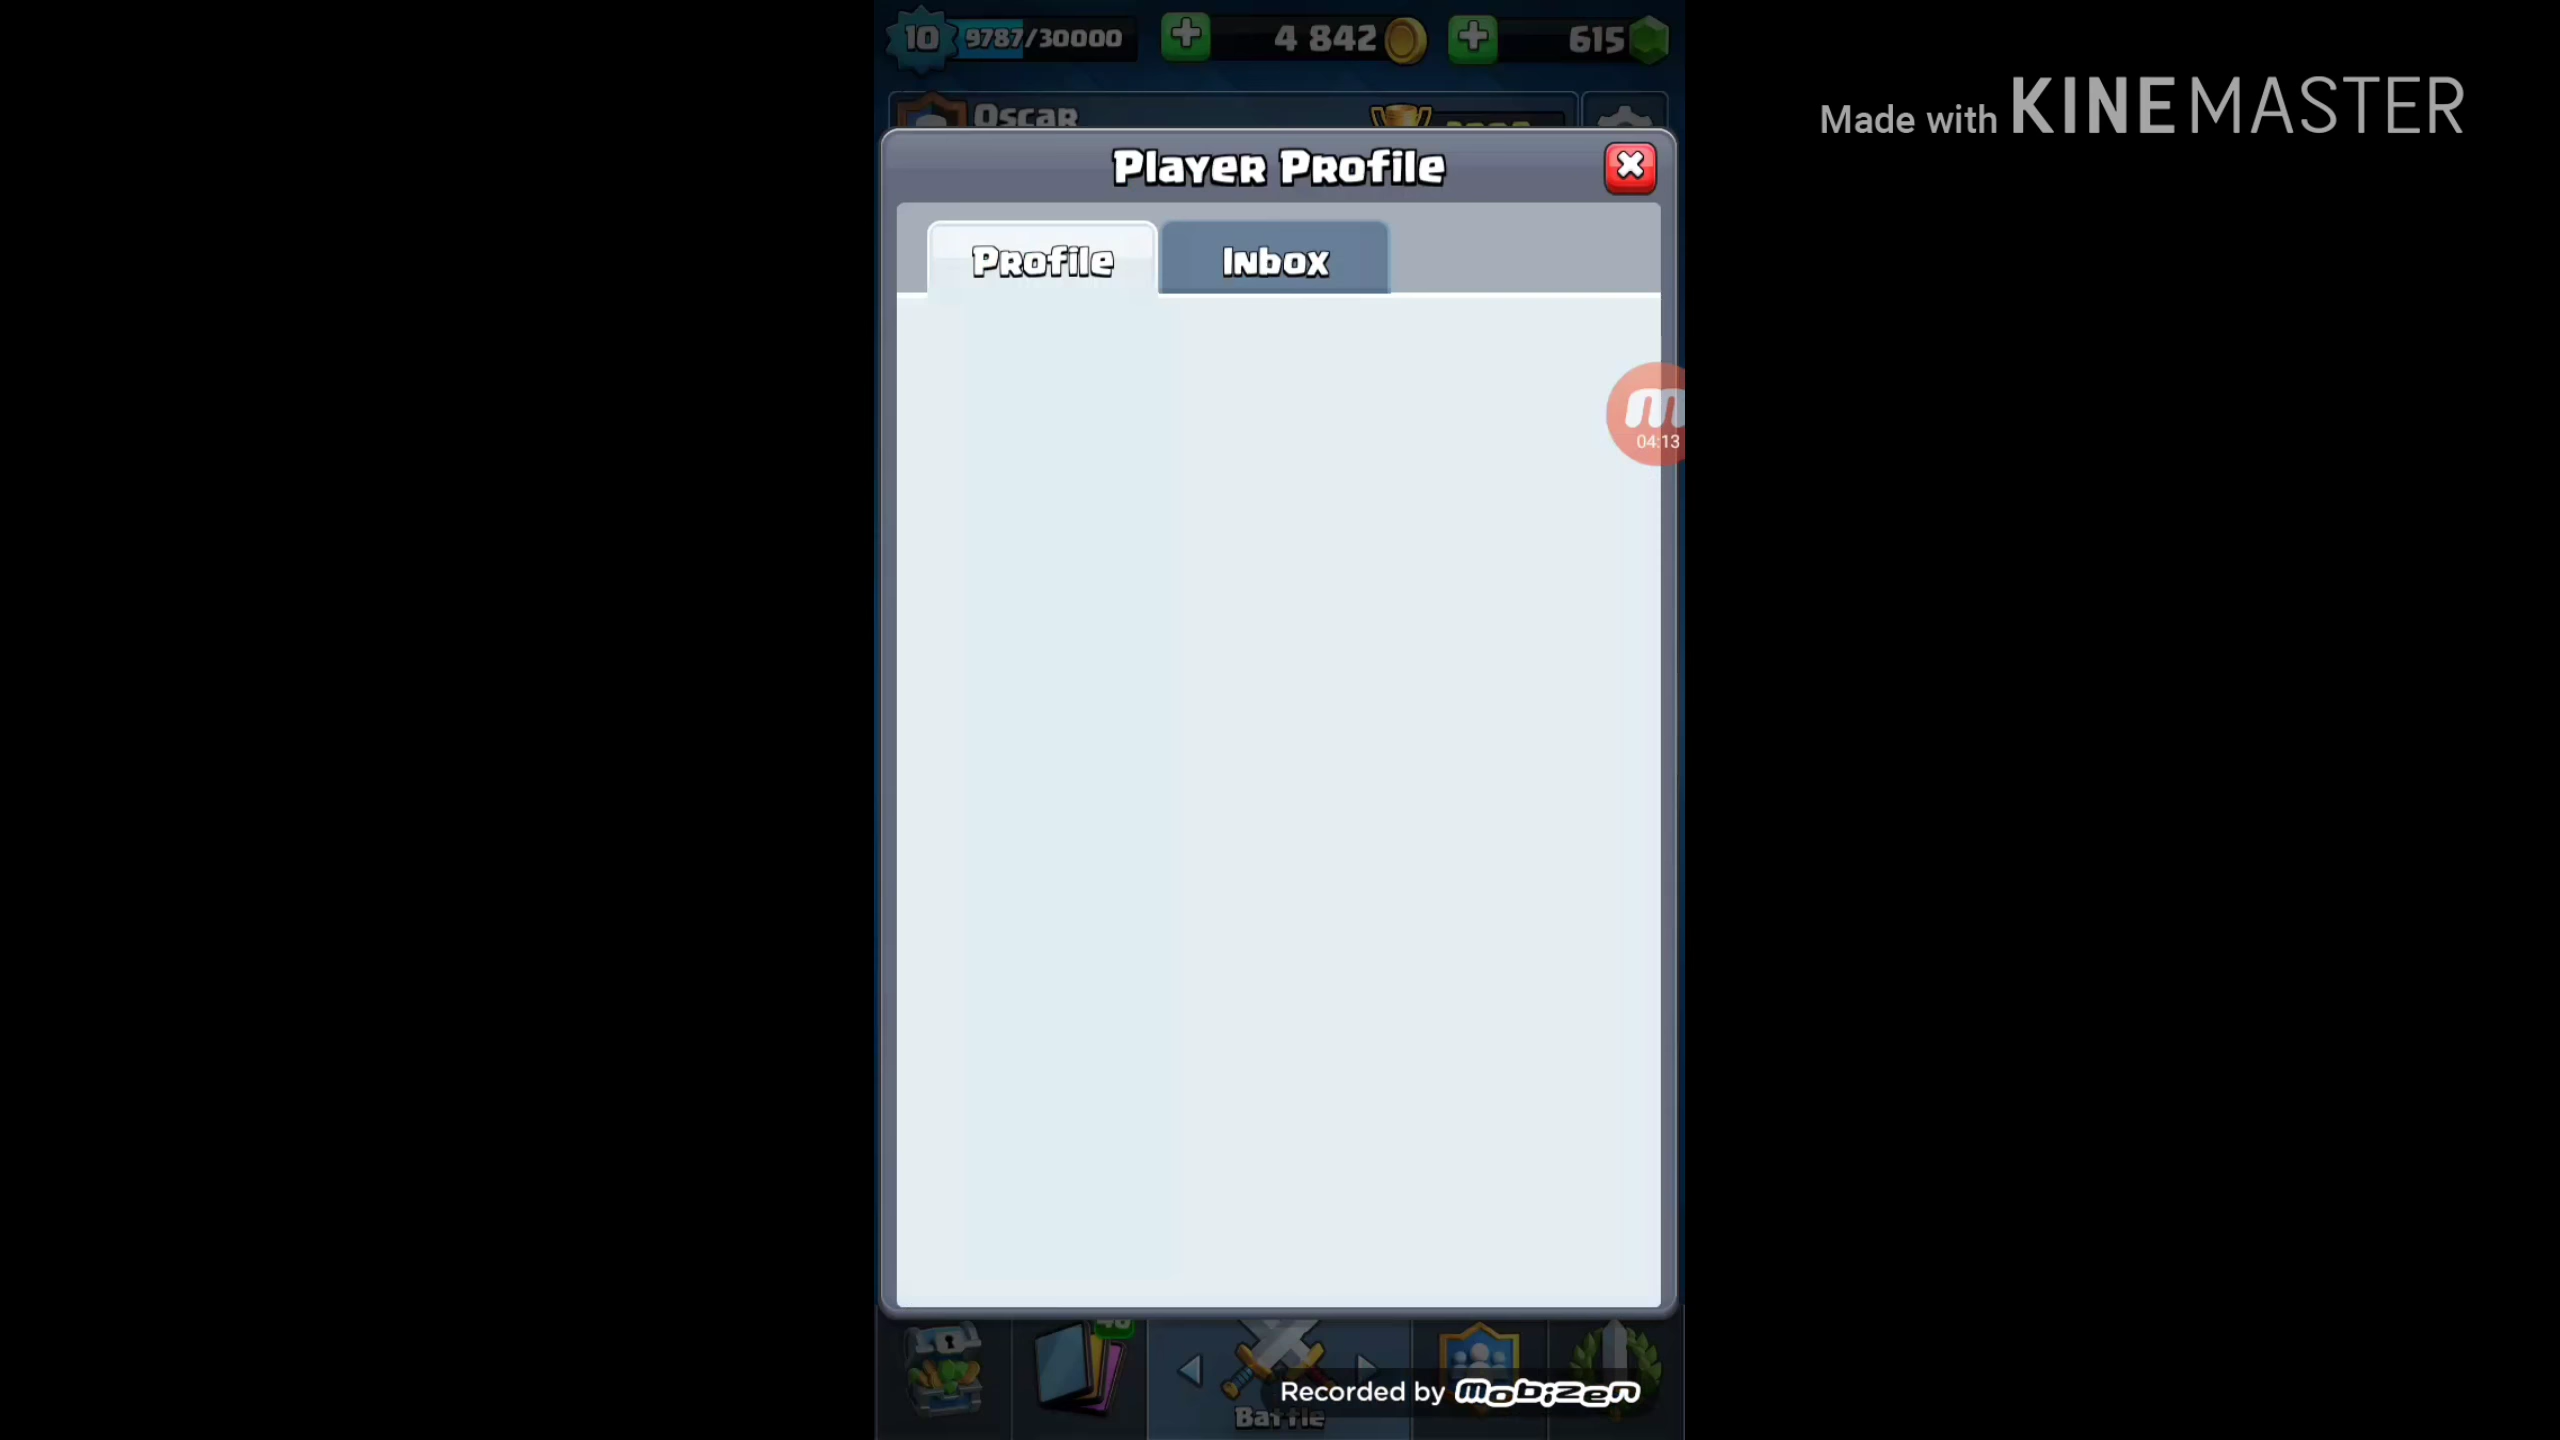 10 9787/30000 4 842 615
Made with KINEMASTER
Oscar
Player Profile
Profile Inbox
04:13
Recorded by mobizen
Battle